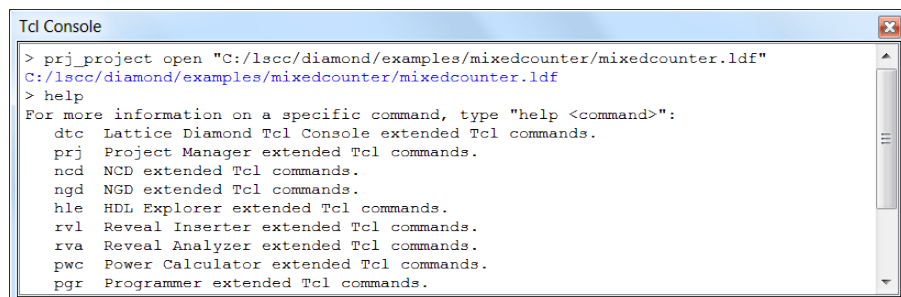 Tcl Console
> prj_project open "C:/lscc/diamond/examples/mixedcounter/mixedcounter.ldf"
C:/lscc/diamond/examples/mixedcounter/mixedcounter.ldf
> help
For more information on a specific command, type "help <command>":
dtc Lattice Diamond Tcl Console extended Tcl commands.
prj Project Manager extended Tcl commands.
ncd NCD extended Tcl commands.
ngd NGD extended Tcl commands.
hle HDL Explorer extended Tcl commands.
rvl Reveal Inserter extended Tcl commands.
rva Reveal Analyzer extended Tcl commands.
pwc Power Calculator extended Tcl commands.
pgr Programmer extended Tcl commands.